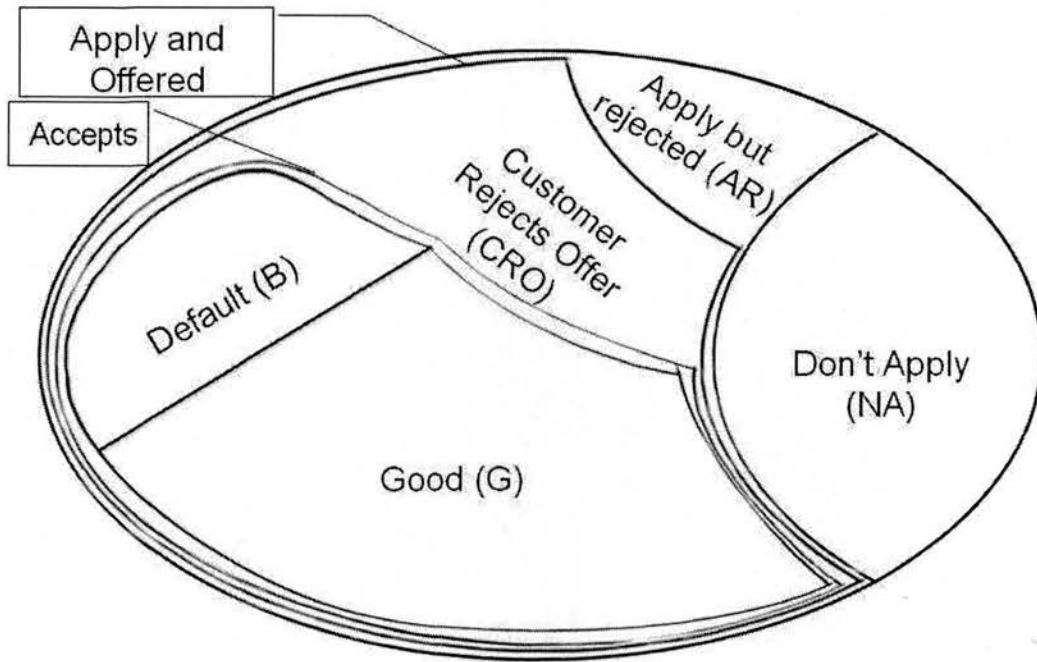 Apply and
Offered
Accepts
Apply but
rejected (AR)
Customer
Rejects Offer
(CRO)
Default (B)
Don't Apply
(NA)
Good (G)